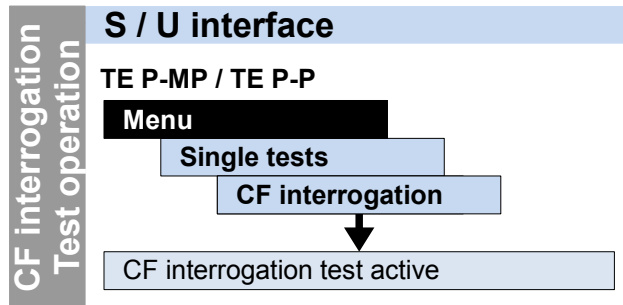 CF interrogation
Test operation
S / U interface
TE P-MP / TE P-P
Menu
Single tests
CF interrogation
CF interrogation test active